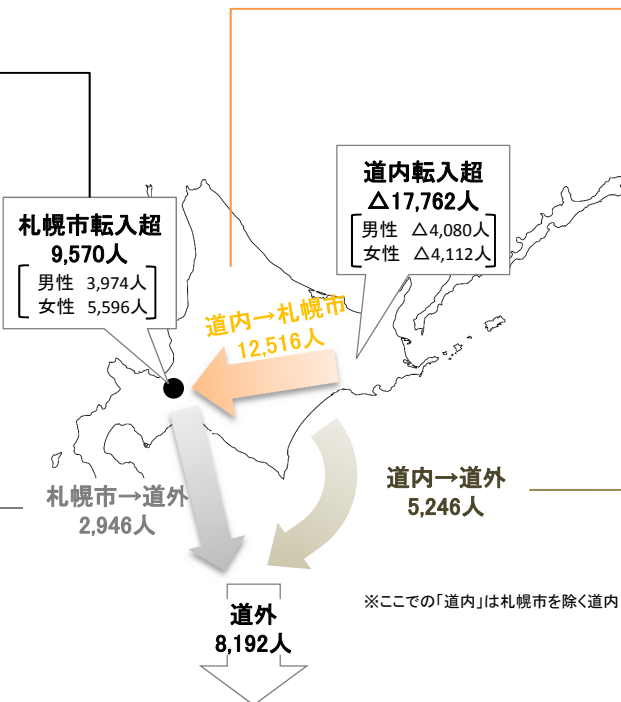 道内転入超
△17,762人
男性 △4,080人
女性 △4,112人
札幌市転入超
9,570人
男性 3,974人
女性 5,596人
道内→札幌市
12,516人
道内→道外
5,246人
札幌市→道外
2,946人
※ここでの「道内」は札幌市を除く道内
道外
8,192人